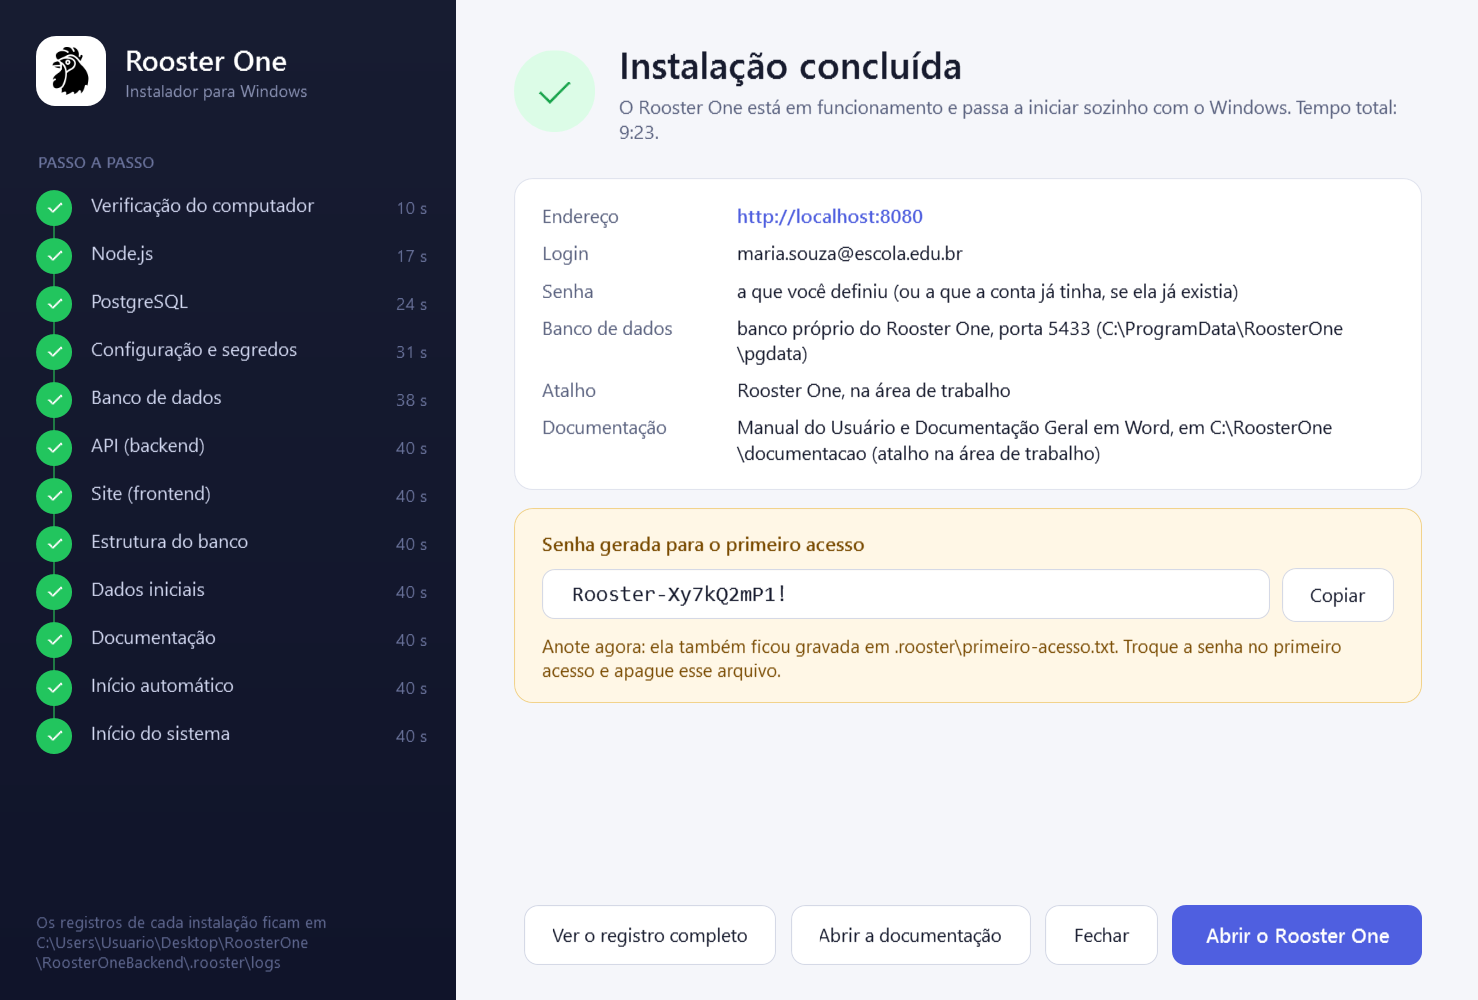 Rooster One
Instalador para Windows
PASSO A PASSO
Verificação do computador 10 s
Node.js 17 s
PostgreSQL 24 s
Configuração e segredos 31 s
Banco de dados 38 s
API (backend) 40 s
Site (frontend) 40 s
Estrutura do banco 40 s
Dados iniciais 40 s
Documentação 40 s
Início automático 40 s
Início do sistema 40 s
Os registros de cada instalação ficam em
C:\Users\Usuario\Desktop\RoosterOne
\RoosterOneBackend\.rooster\logs
Instalação concluída
O Rooster One está em funcionamento e passa a iniciar sozinho com o Windows. Tempo total:
9:23.
Endereço http://localhost:8080
Login maria.souza@escola.edu.br
Senha a que você definiu (ou a que a conta já tinha, se ela já existia)
Banco de dados banco próprio do Rooster One, porta 5433 (C:\ProgramData\RoosterOne
\pgdata)
Atalho Rooster One, na área de trabalho
Documentação Manual do Usuário e Documentação Geral em Word, em C:\RoosterOne
\documentacao (atalho na área de trabalho)
Senha gerada para o primeiro acesso
Rooster-Xy7kQ2mP1! Copiar
Anote agora: ela também ficou gravada em .rooster\primeiro-acesso.txt. Troque a senha no primeiro
acesso e apague esse arquivo.
Ver o registro completo Abrir a documentação Fechar Abrir o Rooster One